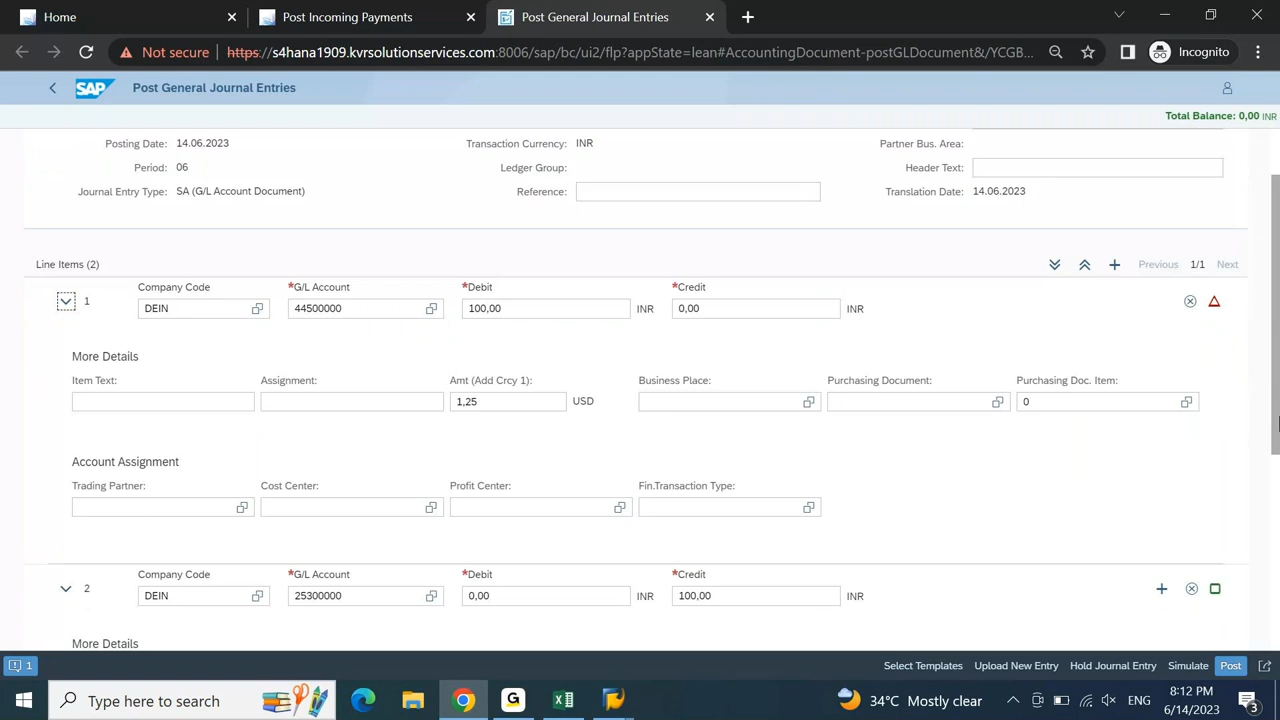 Home
Post Incoming Payments
Post General Journal Entries
Not secure
https://s4hana1909.kvrsolutionservices.com:8006/sap/bc/ui2/flp?appState=lean#AccountingDocument-postGLDocument&/YCGB...
Incognito
SAP
Post General Journal Entries
Total Balance: 0,00 INR
Posting Date: 14.06.2023
Transaction Currency: INR
Partner Bus. Area:
Period: 06
Ledger Group:
Header Text:
Journal Entry Type: SA (G/L Account Document)
Reference:
Translation Date: 14.06.2023
Line Items (2)
Previous 1/1 Next
Company Code *G/L Account *Debit *Credit
1 DEIN 44500000 100,00 INR 0,00 INR
More Details
Item Text: Assignment: Amt (Add Crcy 1): Business Place: Purchasing Document: Purchasing Doc. Item:
1,25 USD 0
Account Assignment
Trading Partner: Cost Center: Profit Center: Fin.Transaction Type:
Company Code *G/L Account *Debit *Credit
2 DEIN 25300000 0,00 INR 100,00 INR
More Details
1 Select Templates Upload New Entry Hold Journal Entry Simulate Post
Type here to search
34°C Mostly clear
ENG
8:12 PM
6/14/2023
3